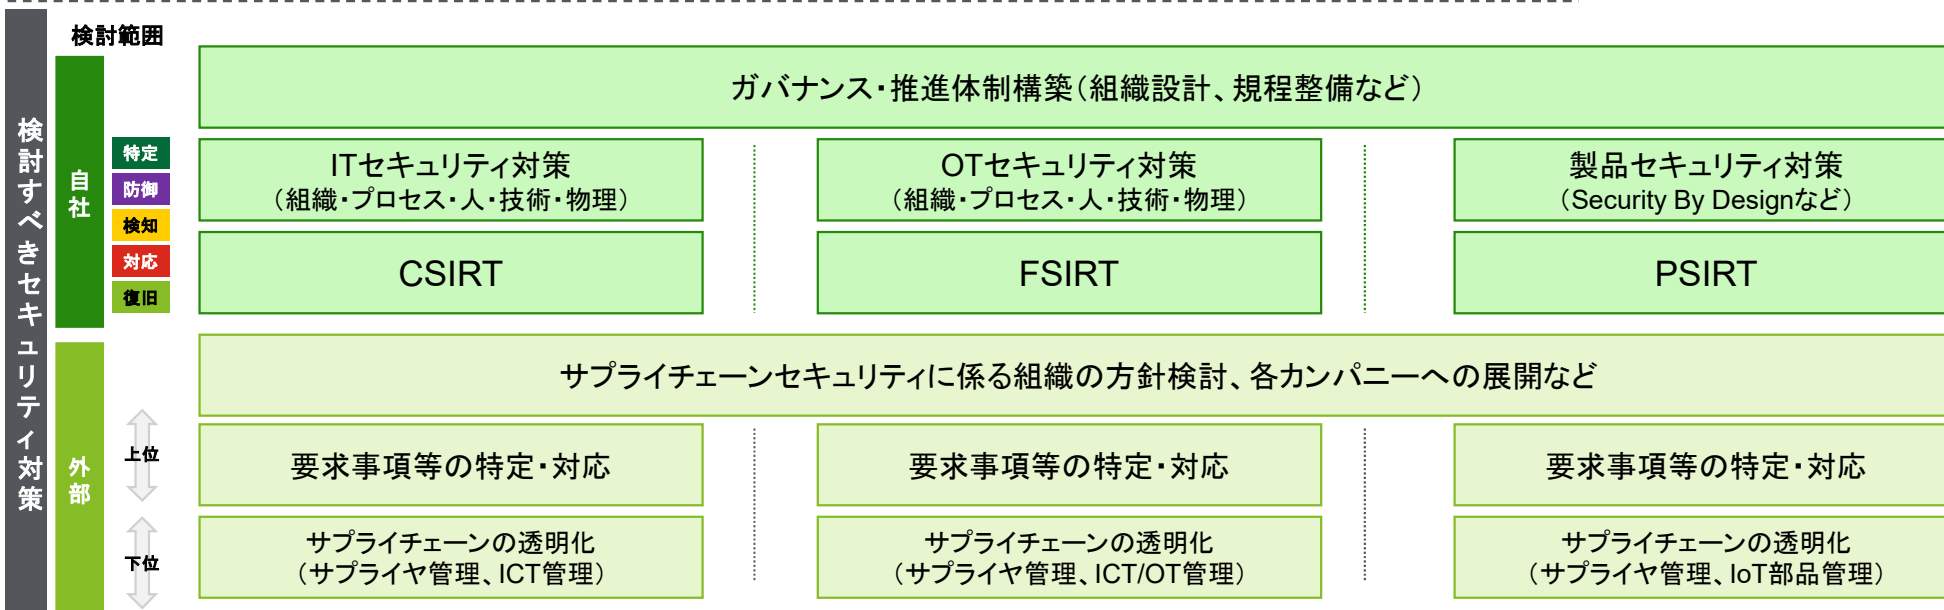 検討すべきセキュリティ対策
検討範囲
自社
ガバナンス・推進体制構築（組織設計、規程整備など）
特定
防御
検知
対応
復旧
ITセキュリティ対策
（組織・プロセス・人・技術・物理）
OTセキュリティ対策
（組織・プロセス・人・技術・物理）
製品セキュリティ対策
（Security By Designなど）
CSIRT
FSIRT
PSIRT
外部
サプライチェーンセキュリティに係る組織の方針検討、各カンパニーへの展開など
上位
要求事項等の特定・対応
要求事項等の特定・対応
要求事項等の特定・対応
下位
サプライチェーンの透明化
（サプライヤ管理、ICT管理）
サプライチェーンの透明化
（サプライヤ管理、ICT/OT管理）
サプライチェーンの透明化
（サプライヤ管理、IoT部品管理）